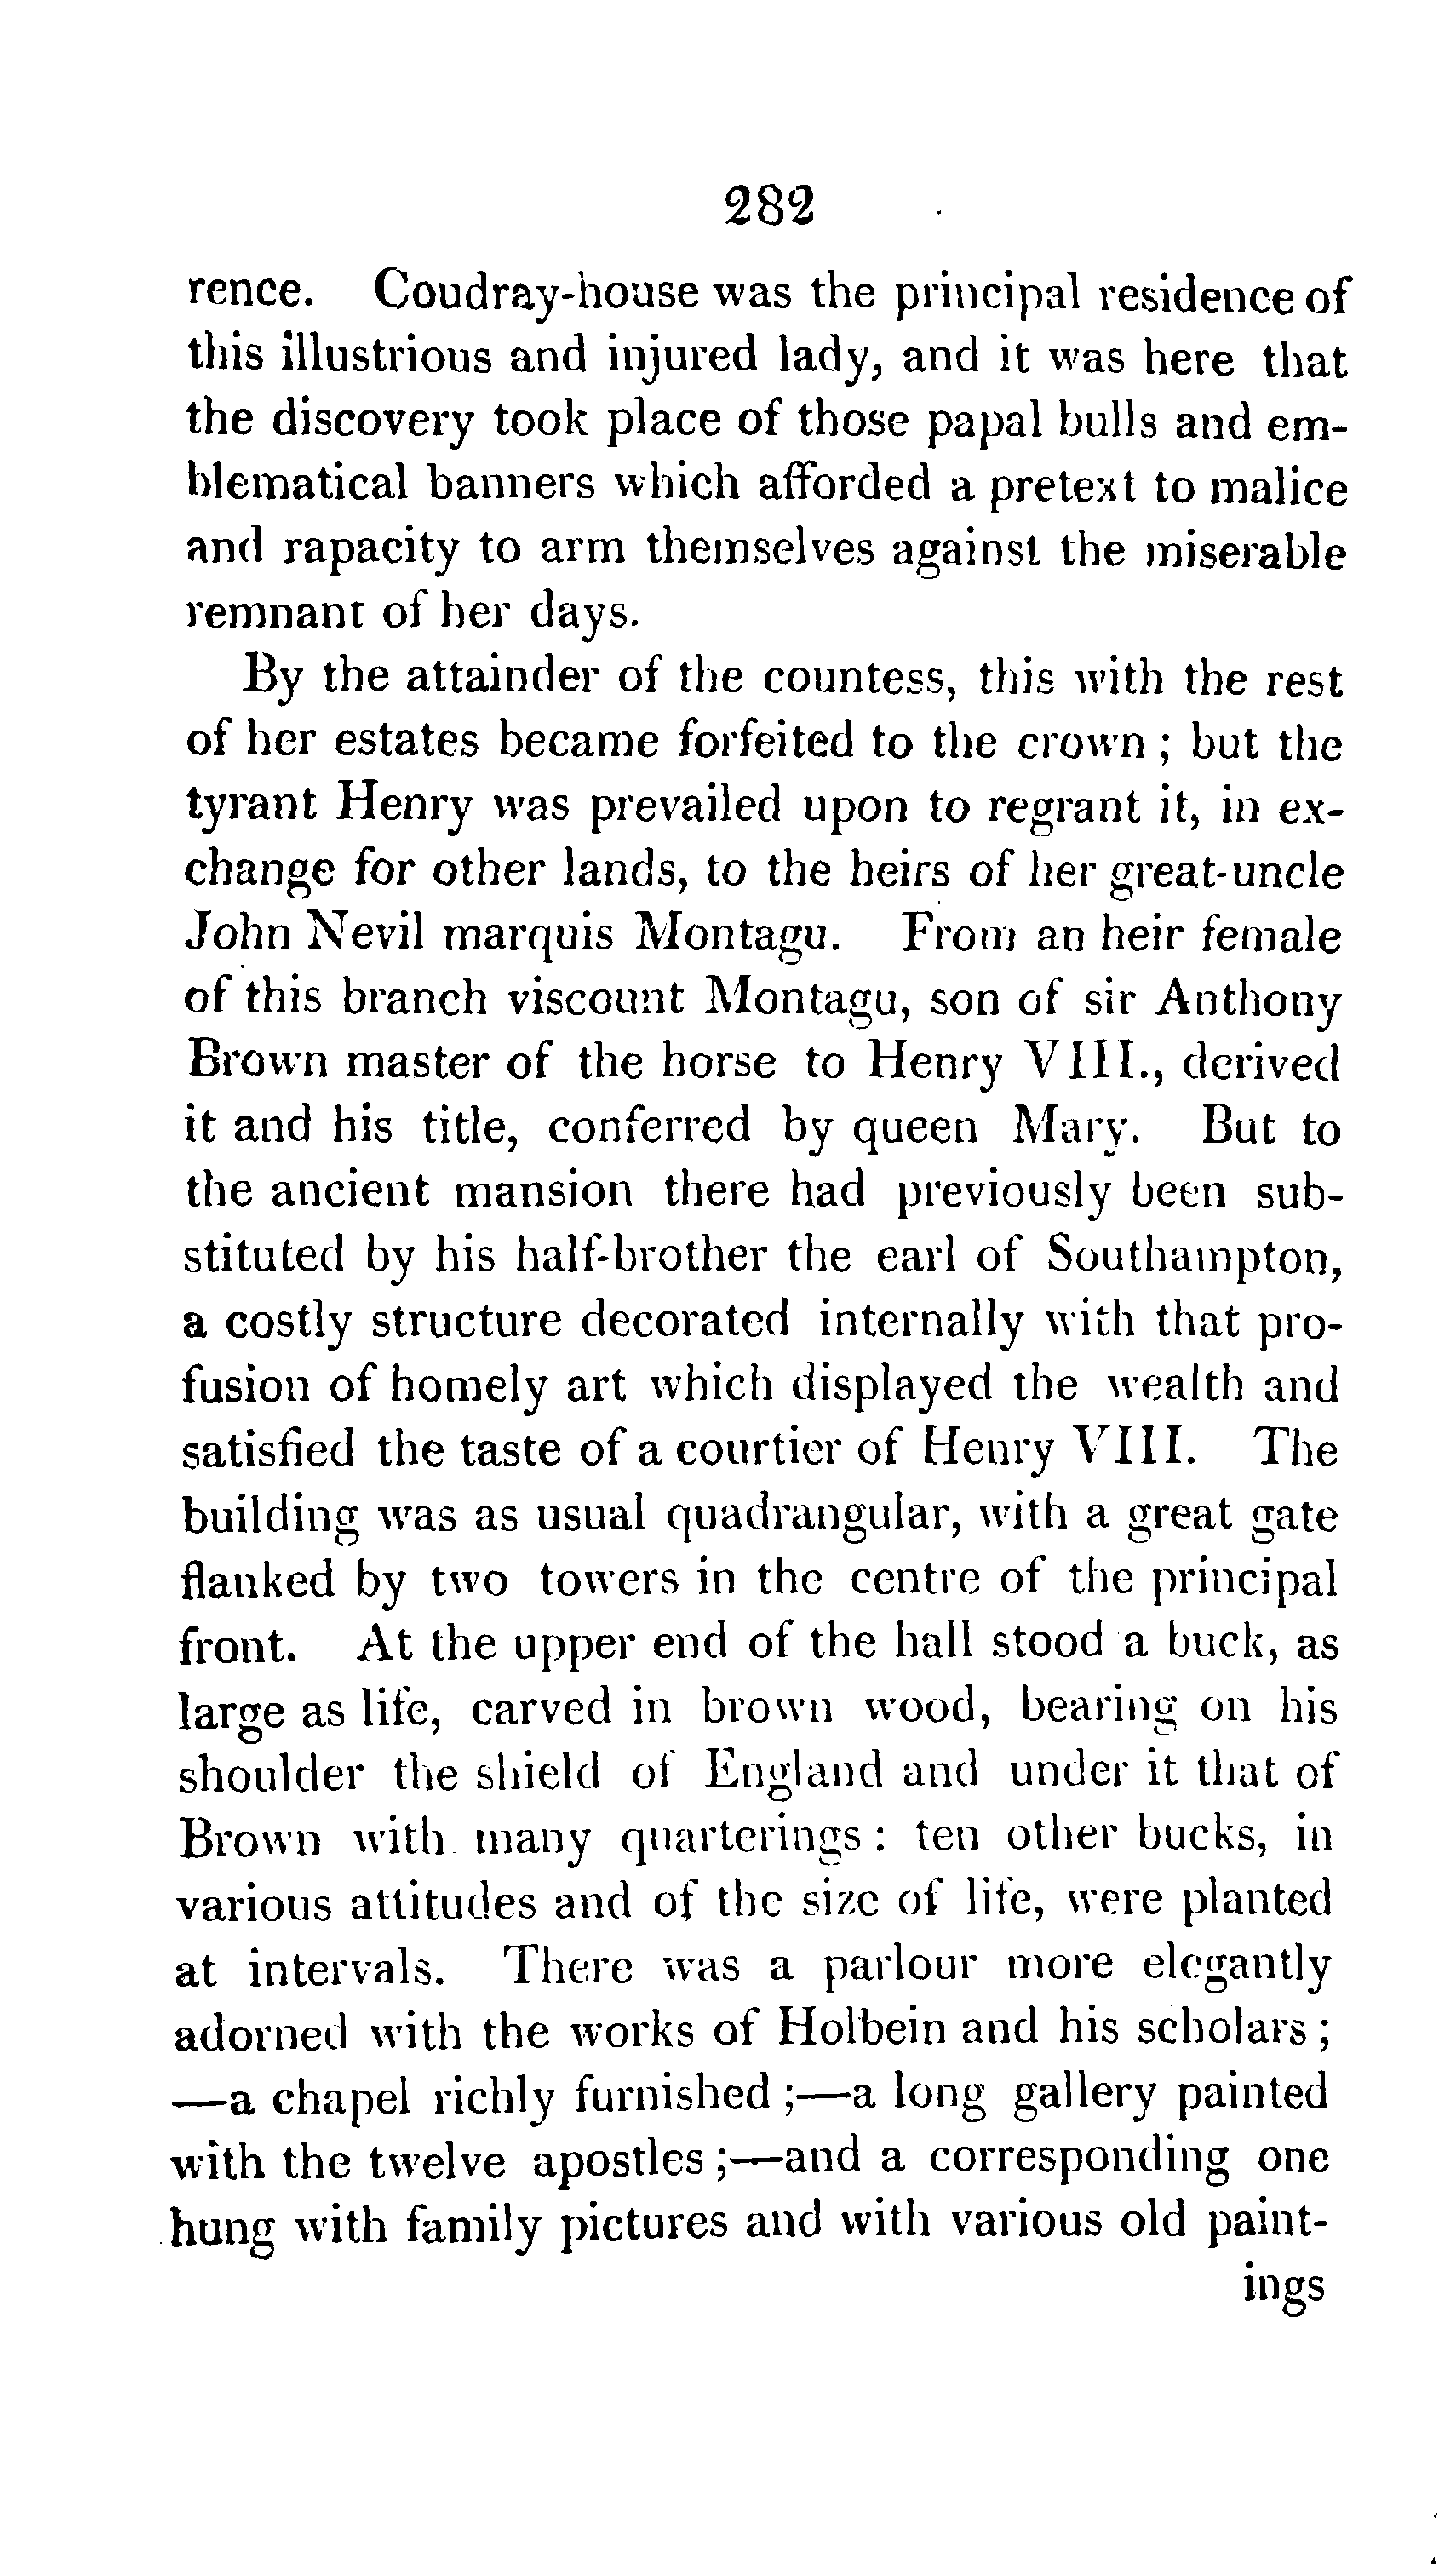 282
rence. Coudray-house was the principal residence of
this illustrious and injured lady, and it was here that
the discovery took place of those papal bulls and em-
blematical banners which afforded a pretext to malice
and rapacity to arm themselves against the miserable
remnant of her days.
By the attainder of the countess, this with the rest
of her estates became forfeited to the crown ; but the
tyrant Henry was prevailed upon to regrant it, in ex-
change for other lands, to the heirs of her great-uncle
John Nevil marquis Montagu. From an heir female
of this branch viscount Montagu, son of sir Anthony
Brown master of the horse to Henry VIII., derived
it and his title, conferred by queen Mary. But to
the ancient mansion there had previously been sub-
stituted by his half-brother the earl of Southampton,
a costly structure decorated internally with that pro-
fusion of homely art which displayed the wealth and
satisfied the taste of a courtier of Henry VIII. The
building was as usual quadrangular, with a great gate
flanked by two towers in the centre of the principal
front. At the upper end of the hall stood a buck, as
large as life, carved in brown wood, bearing on his
shoulder the shield of England and under it that of
Brown with many quarterings : ten other bucks, in
various attitudes and of the size of life, were planted
at intervals. There was a parlour more elegantly
adorned with the works of Holbein and his scholars ;
—a chapel richly furnished ;—a long gallery painted
with the twelve apostles ;—and a corresponding one
hung with family pictures and with various old paint-
ings